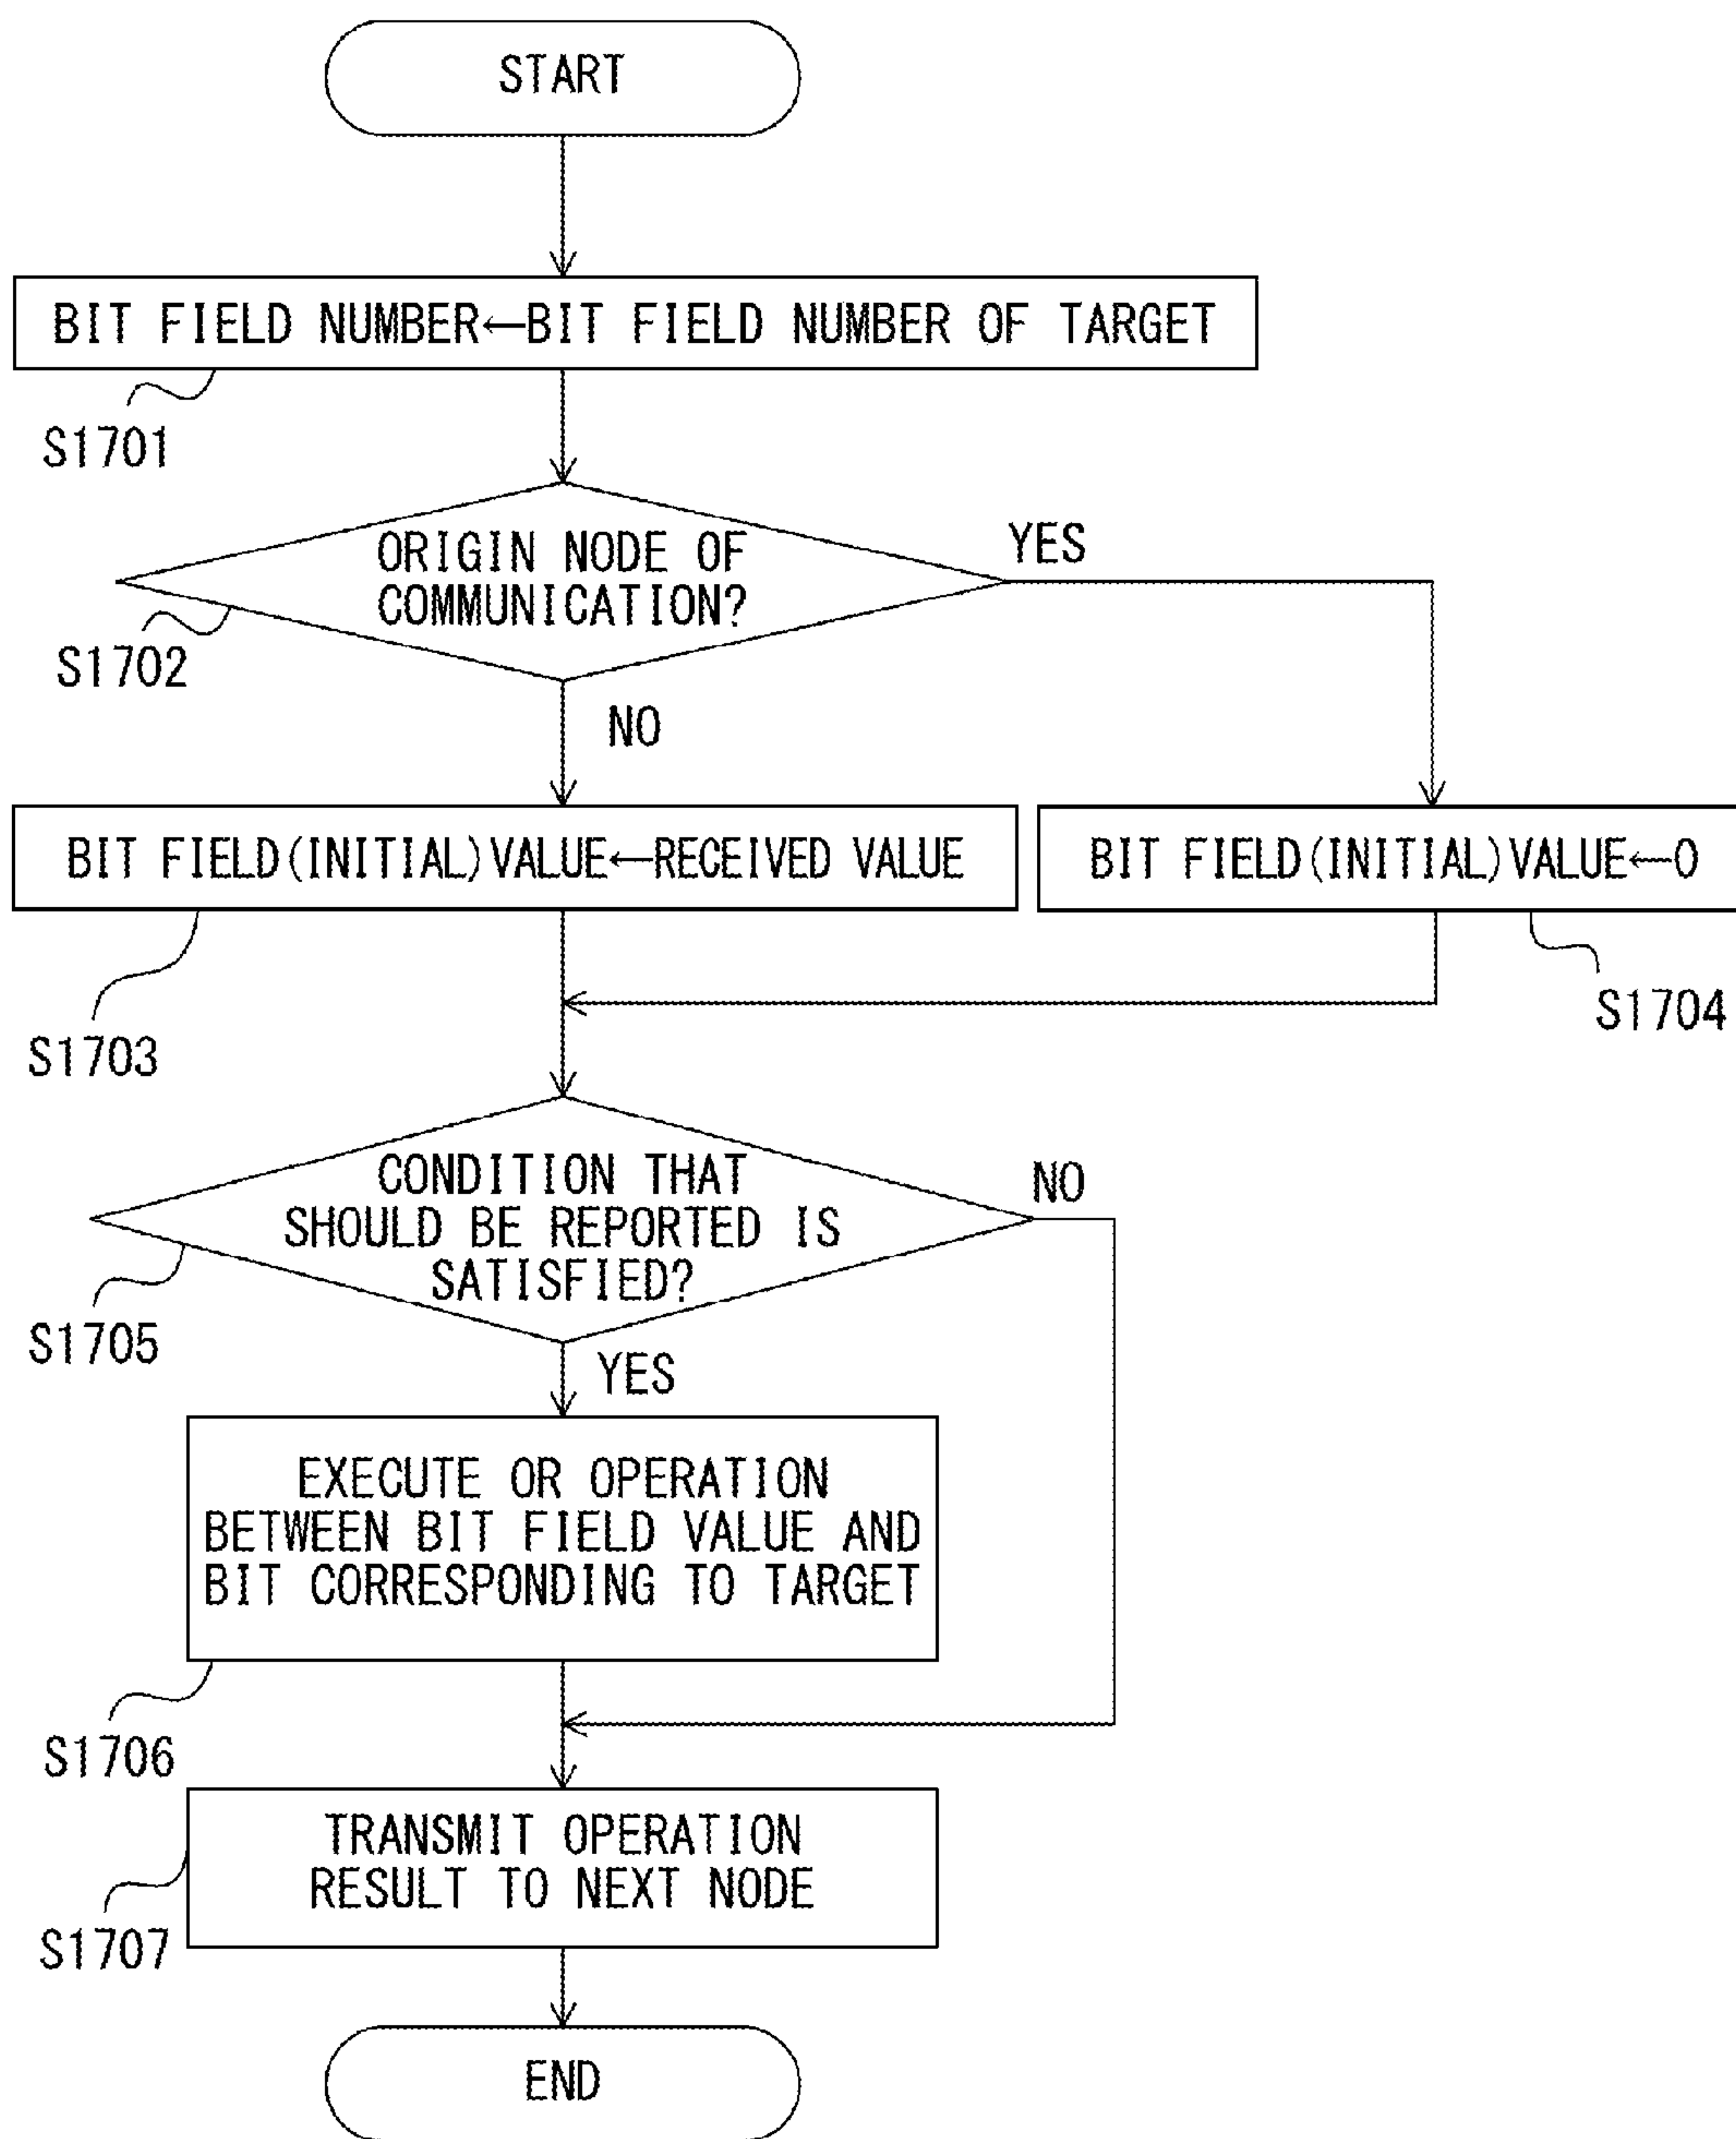 START
BIT FIELD NUMBER←BIT FIELD NUMBER OF TARGET
S1701
ORIGIN NODE OF
COMMUNICATION?
YES
S1702
NO
BIT FIELD(INITIAL)VALUE←RECEIVED VALUE
BIT FIELD(INITIAL)VALUE←0
S1703
S1704
CONDITION THAT
SHOULD BE REPORTED IS
SATISFIED?
NO
S1705
YES
EXECUTE OR OPERATION
BETWEEN BIT FIELD VALUE AND
BIT CORRESPONDING TO TARGET
S1706
TRANSMIT OPERATION
RESULT TO NEXT NODE
S1707
END